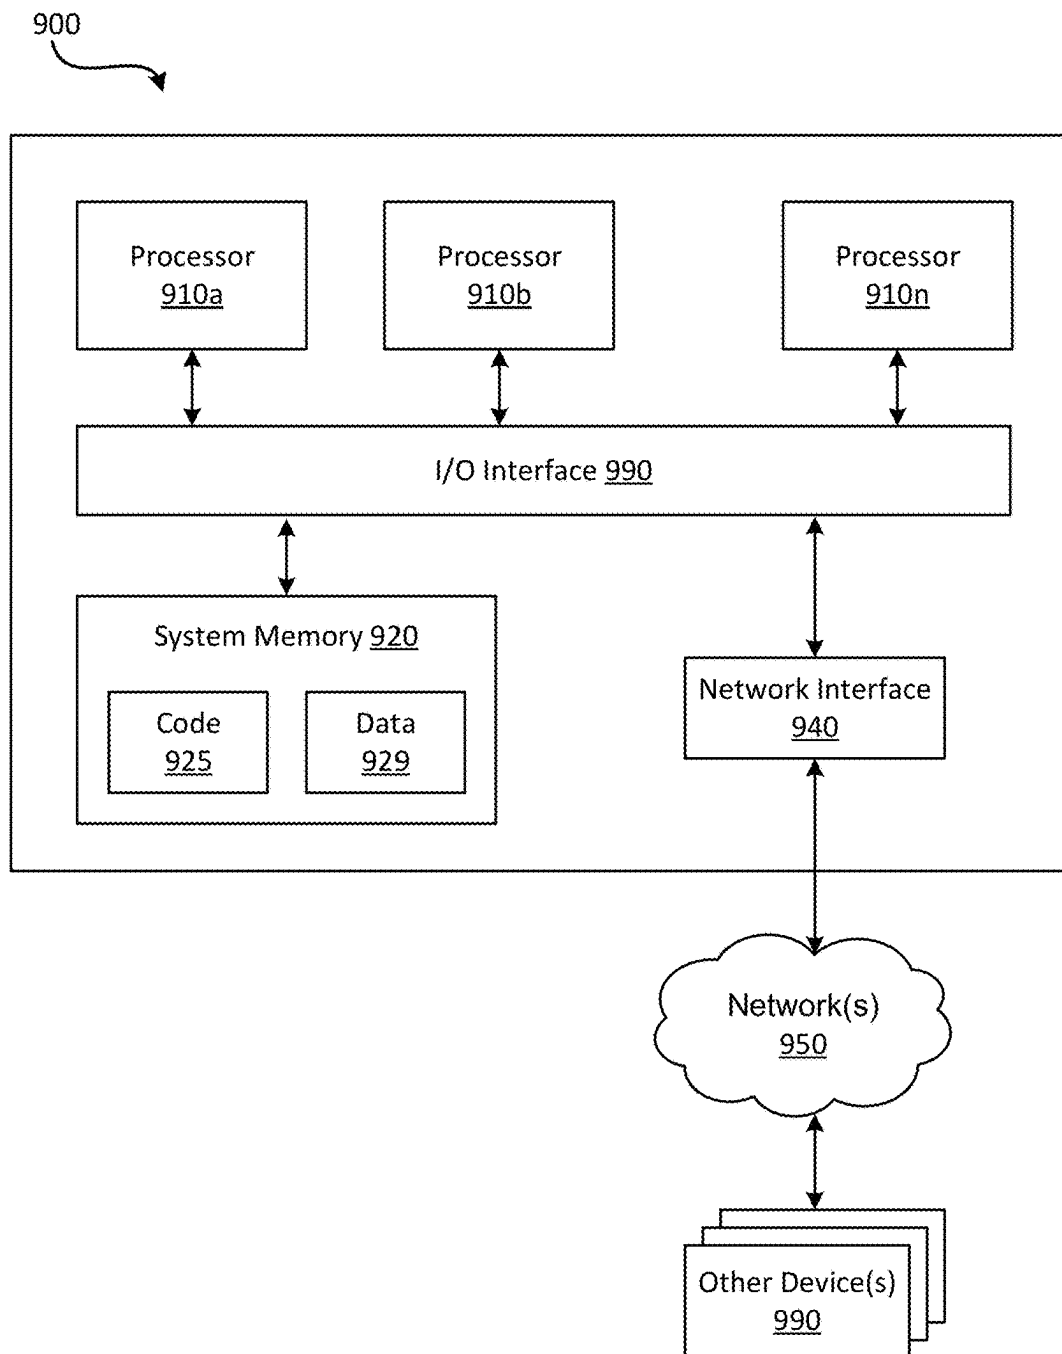 900
Processor
910a
Processor
910b
Processor
910n
I/O Interface 990
System Memory 920
Code
925
Data
929
Network Interface
940
Network(s)
950
Other Device(s)
990